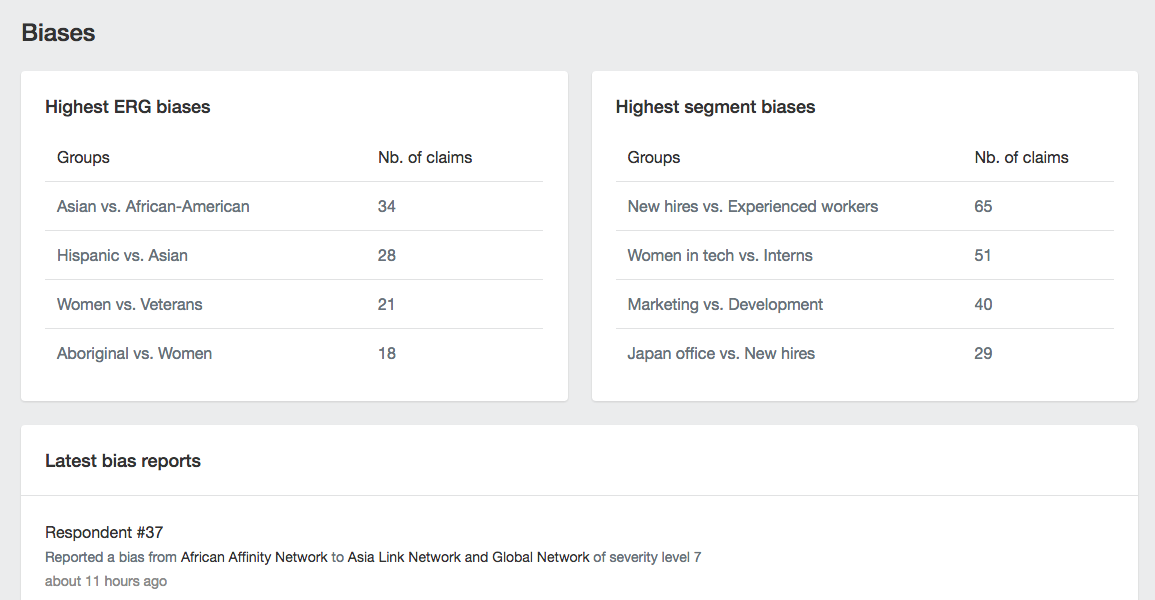 Biases
Highest ERG biases
Groups Nb. of claims
Asian vs. African-American 34
Hispanic vs. Asian 28
Women vs. Veterans 21
Aboriginal vs. Women 18
Highest segment biases
Groups Nb. of claims
New hires vs. Experienced workers 65
Women in tech vs. Interns 51
Marketing vs. Development 40
Japan office vs. New hires 29
Latest bias reports
Respondent #37
Reported a bias from African Affinity Network to Asia Link Network and Global Network of severity level 7
about 11 hours ago